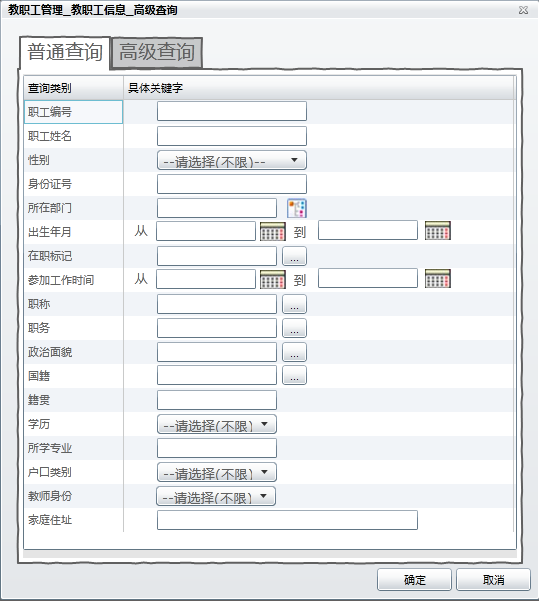 教职工管理_教职工信息_高级查询
普通查询 高级查询
查询类别 具体关键字
职工编号
职工姓名
性别 --请选择(不限)--
身份证号
所在部门
出生年月 从 到
在职标记 ...
参加工作时间 从 到
职称 ...
职务 ...
政治面貌 ...
国籍 ...
籍贯
学历 --请选择(不限)
所学专业
户口类别 --请选择(不限)
教师身份 --请选择(不限)
家庭住址
确定 取消